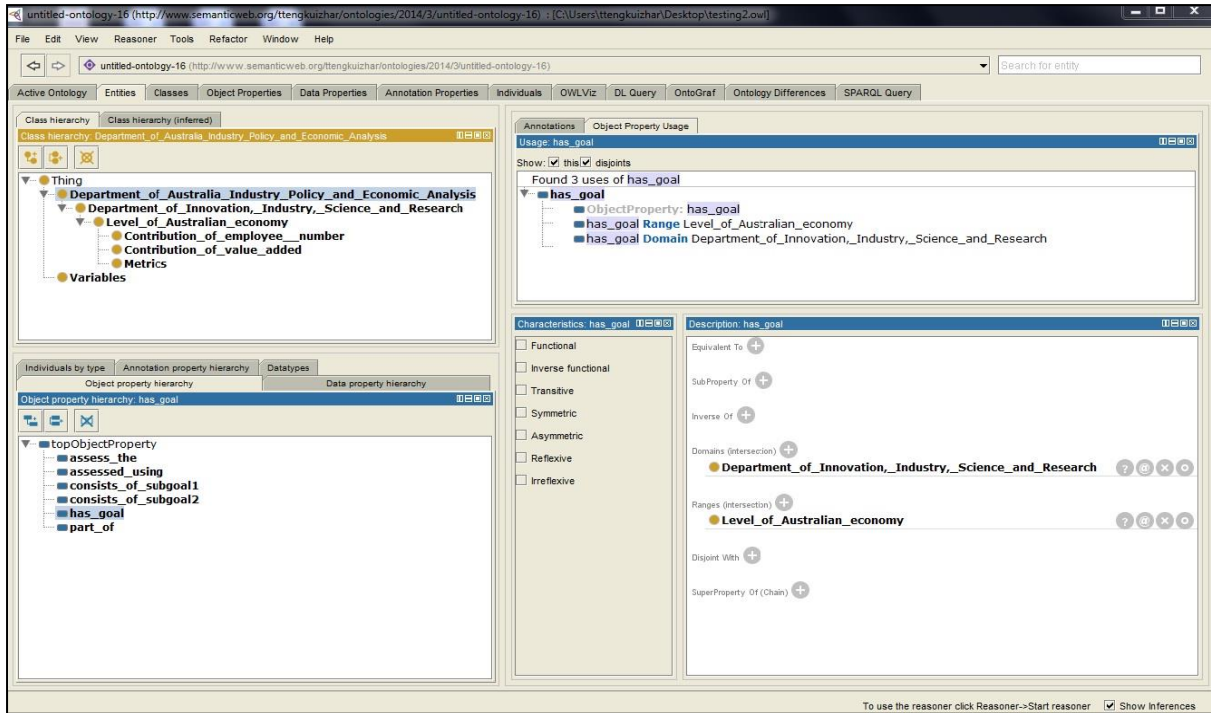 untitled-ontology-16 (http://www.semanticweb.org/ttengkuizhar/ontologies/2014/3/untitled-ontology-16) : [C:\Users\ttengkuizhar\Desktop\testing2.owl]
File Edit View Reasoner Tools Refactor Window Help
untitled-ontology-16 (http://www.semanticweb.org/ttengkuizhar/ontologies/2014/3/untitled-ontology-16)
Search for entity
Active Ontology Entities Classes Object Properties Data Properties Annotation Properties Individuals OWLViz DL Query OntoGraf Ontology Differences SPARQL Query
Class hierarchy Class hierarchy (inferred)
Class hierarchy: Department_of_Australia_Industry_Policy_and_Economic_Analysis
Thing
Department_of_Australia_Industry_Policy_and_Economic_Analysis
Department_of_Innovation,_Industry,_Science_and_Research
Level_of_Australian_economy
Contribution_of_employee__number
Contribution_of_value_added
Metrics
Variables
Annotations Object Property Usage
Usage: has_goal
Show: this disjoints
Found 3 uses of has_goal
has_goal
ObjectProperty: has_goal
has_goal Range Level_of_Australian_economy
has_goal Domain Department_of_Innovation,_Industry,_Science_and_Research
Individuals by type Annotation property hierarchy Datatypes
Object property hierarchy Data property hierarchy
Object property hierarchy: has_goal
topObjectProperty
assess_the
assessed_using
consists_of_subgoal1
consists_of_subgoal2
has_goal
part_of
Characteristics: has_goal
Functional
Inverse functional
Transitive
Symmetric
Asymmetric
Reflexive
Irreflexive
Description: has_goal
Equivalent To
SubProperty Of
Inverse Of
Domains (intersection)
Department_of_Innovation,_Industry,_Science_and_Research
Ranges (intersection)
Level_of_Australian_economy
Disjoint With
SuperProperty Of (Chain)
To use the reasoner click Reasoner->Start reasoner Show Inferences